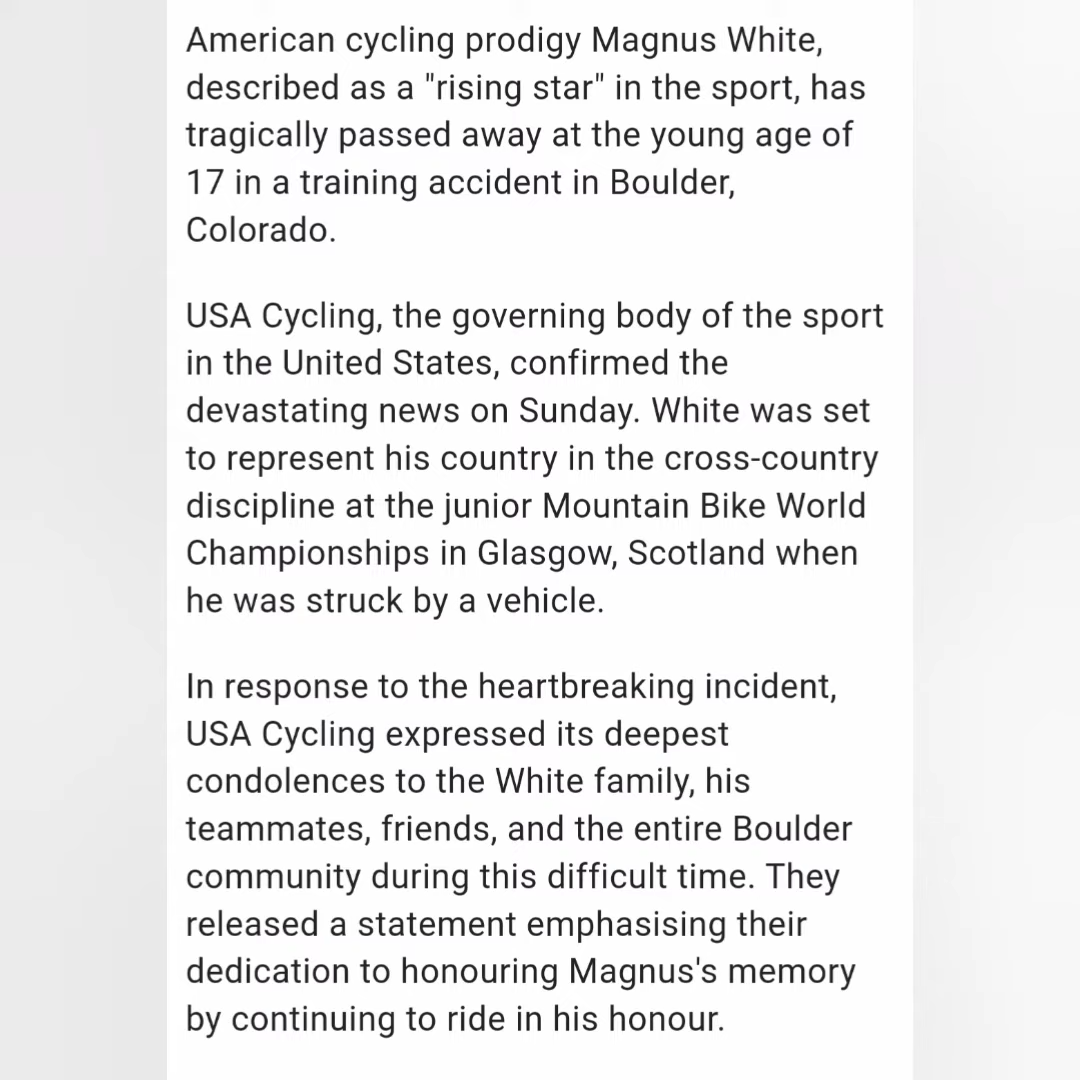 American cycling prodigy Magnus White,
described as a "rising star" in the sport, has
tragically passed away at the young age of
17 in a training accident in Boulder,
Colorado.
USA Cycling, the governing body of the sport
in the United States, confirmed the
devastating news on Sunday. White was set
to represent his country in the cross-country
discipline at the junior Mountain Bike World
Championships in Glasgow, Scotland when
he was struck by a vehicle.
In response to the heartbreaking incident,
USA Cycling expressed its deepest
condolences to the White family, his
teammates, friends, and the entire Boulder
community during this difficult time. They
released a statement emphasising their
dedication to honouring Magnus's memory
by continuing to ride in his honour.